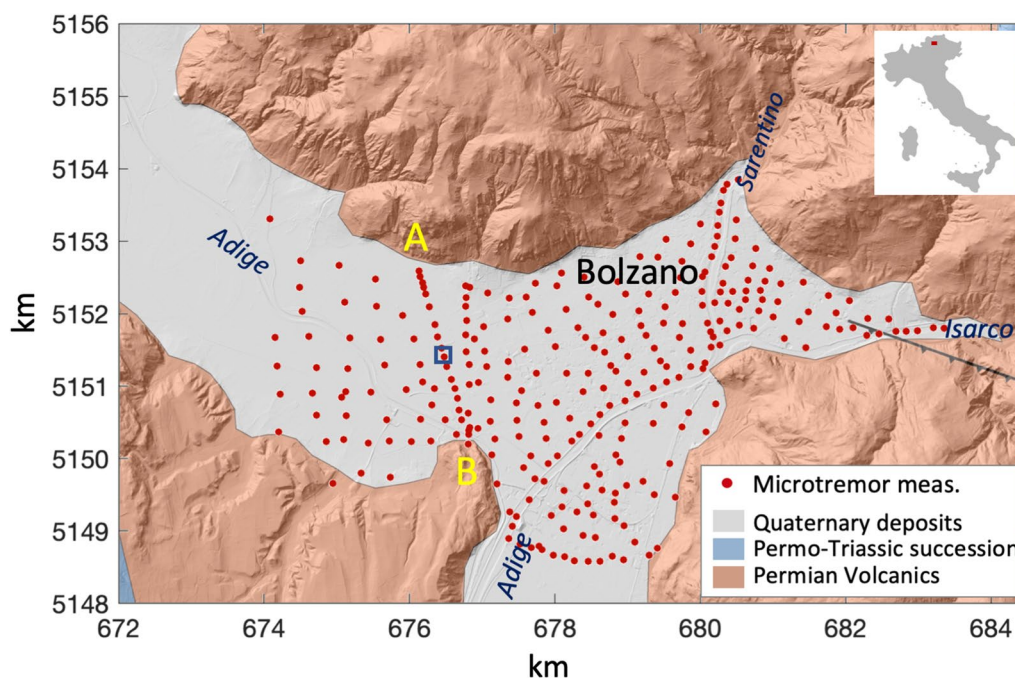 5156
5155
5154
5153
5152
5151
5150
5149
5148
km
672
674
676
678
680
682
684
km
Sarentino
A
Adige
Bolzano
Isarco
B
Adige
Microtremor meas.
Quaternary deposits
Permo-Triassic succession
Permian Volcanics